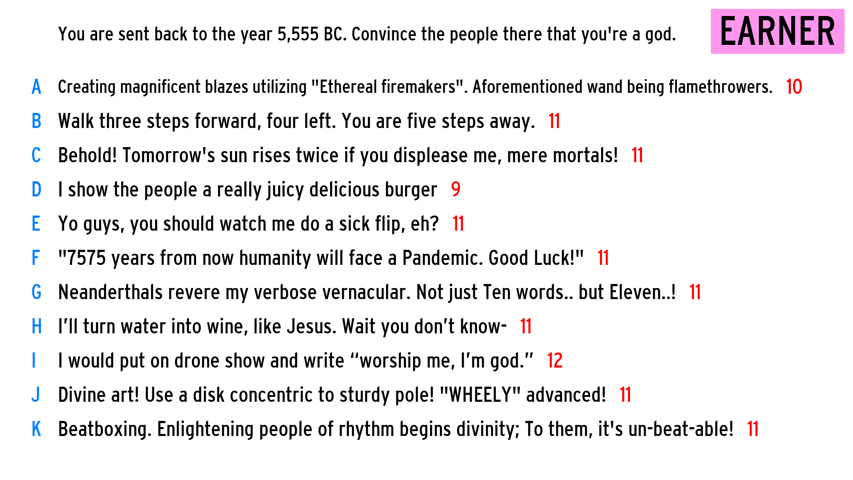 You are sent back to the year 5,555 BC. Convince the people there that you're a god.
EARNER
A Creating magnificent blazes utilizing "Ethereal firemakers". Aforementioned wand being flamethrowers. 10
B Walk three steps forward, four left. You are five steps away. 11
C Behold! Tomorrow's sun rises twice if you displease me, mere mortals! 11
D I show the people a really juicy delicious burger 9
E Yo guys, you should watch me do a sick flip, eh? 11
F "7575 years from now humanity will face a Pandemic. Good Luck!" 11
G Neanderthals revere my verbose vernacular. Not just Ten words.. but Eleven..! 11
H I’ll turn water into wine, like Jesus. Wait you don’t know- 11
I I would put on drone show and write “worship me, I’m god.” 12
J Divine art! Use a disk concentric to sturdy pole! "WHEELY" advanced! 11
K Beatboxing. Enlightening people of rhythm begins divinity; To them, it's un-beat-able! 11